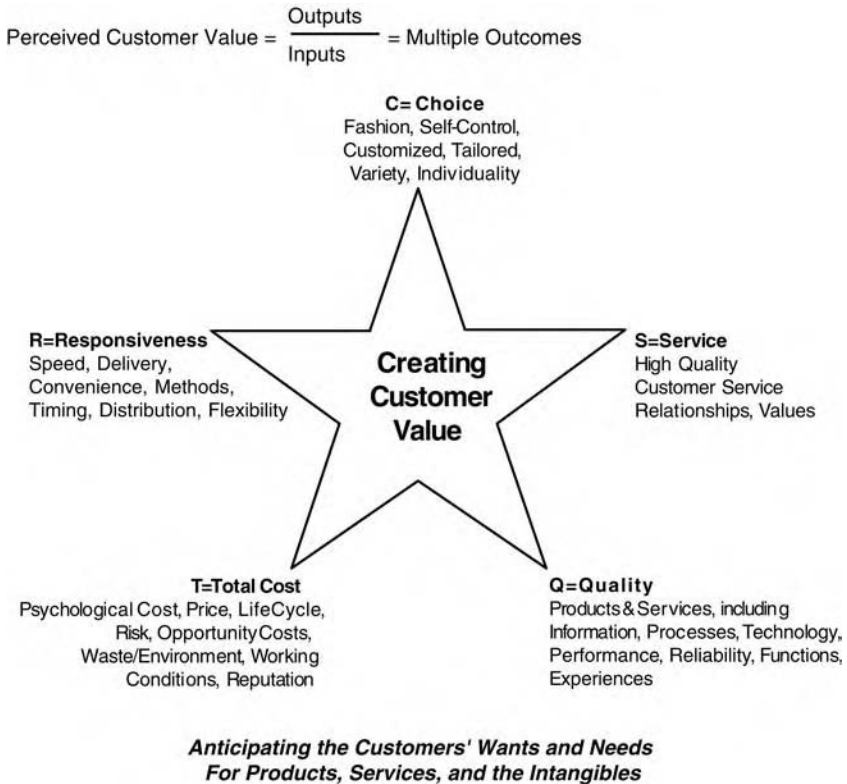 Perceived Customer Value = Outputs / Inputs = Multiple Outcomes
C=Choice
Fashion, Self-Control,
Customized, Tailored,
Variety, Individuality
R=Responsiveness
Speed, Delivery,
Convenience, Methods,
Timing, Distribution, Flexibility
Creating
Customer
Value
S=Service
High Quality
Customer Service
Relationships, Values
T=Total Cost
Psychological Cost, Price, Life Cycle,
Risk, Opportunity Costs,
Waste/Environment, Working
Conditions, Reputation
Q=Quality
Products & Services, including
Information, Processes, Technology,
Performance, Reliability, Functions,
Experiences
Anticipating the Customers' Wants and Needs
For Products, Services, and the Intangibles